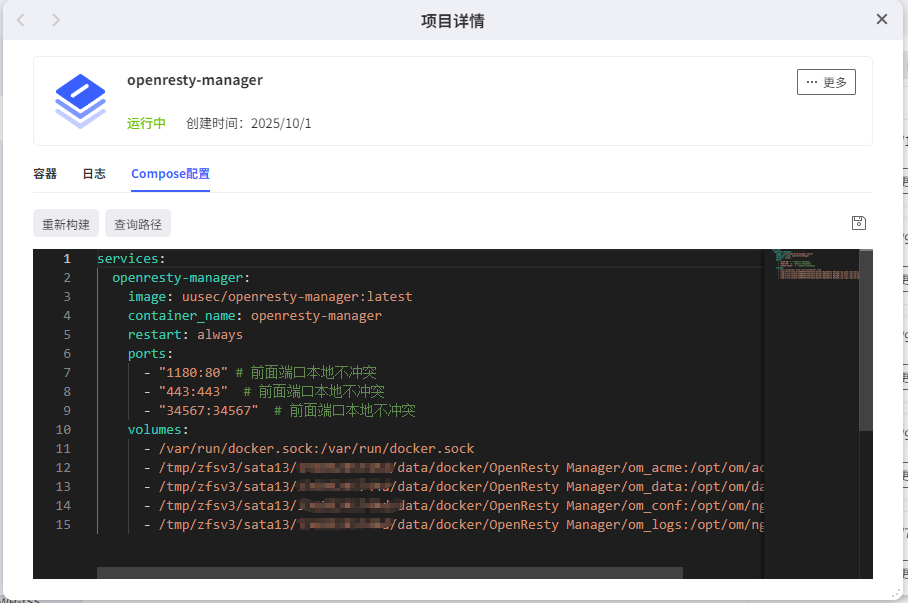 项目详情
openresty-manager
运行中 创建时间：2025/10/1
··· 更多
容器 日志 Compose配置
重新构建 查询路径
1 services:
2 openresty-manager:
3 image: uusec/openresty-manager:latest
4 container_name: openresty-manager
5 restart: always
6 ports:
7 - "1180:80" # 前面端口本地不冲突
8 - "443:443" # 前面端口本地不冲突
9 - "34567:34567" # 前面端口本地不冲突
10 volumes:
11 - /var/run/docker.sock:/var/run/docker.sock
12 - /tmp/zfsv3/sata13/ /data/docker/OpenResty Manager/om_acme:/opt/om/ac
13 - /tmp/zfsv3/sata13/ /data/docker/OpenResty Manager/om_data:/opt/om/da
14 - /tmp/zfsv3/sata13/ data/docker/OpenResty Manager/om_conf:/opt/om/ng
15 - /tmp/zfsv3/sata13/ /data/docker/OpenResty Manager/om_logs:/opt/om/ng